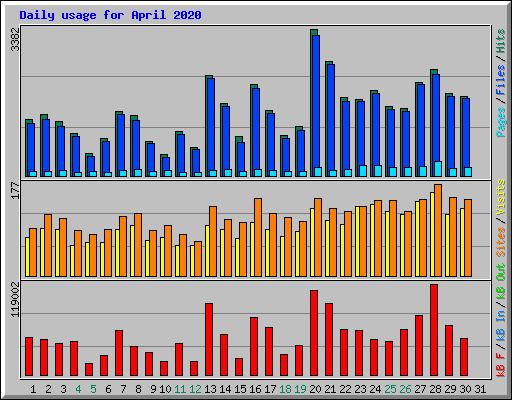 Daily usage for April 2020
3382
Pages / Files / Hits
177
kB F / kB In / kB Out Sites / Visits
119002
1 2 3 4 5 6 7 8 9 10 11 12 13 14 15 16 17 18 19 20 21 22 23 24 25 26 27 28 29 30 31